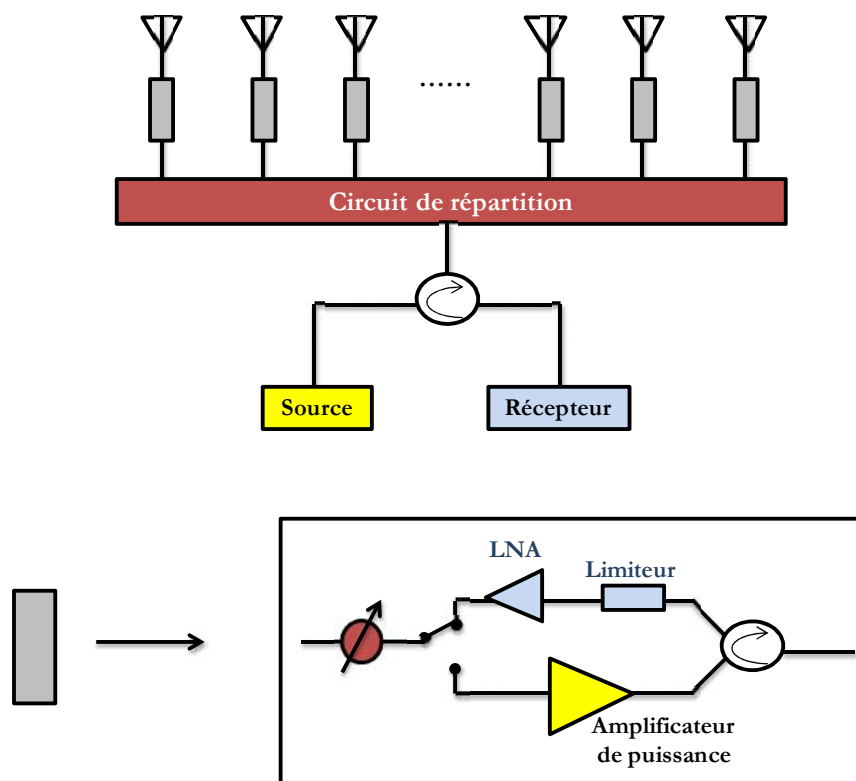 ......
Circuit de répartition
Source
Récepteur
LNA
Limiteur
Amplificateur
de puissance